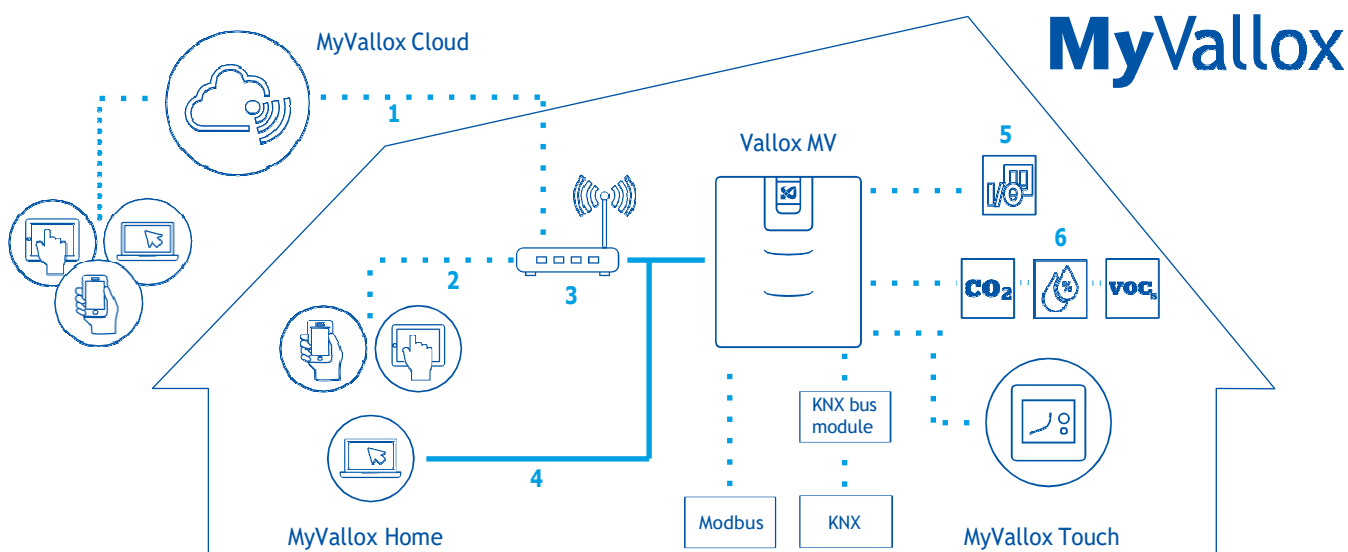 MyVallox
MyVallox Cloud
1
Vallox MV
5
I/O
6
2
3
CO₂
%
VOCs
KNX bus
module
4
Modbus
KNX
MyVallox Home
MyVallox Touch